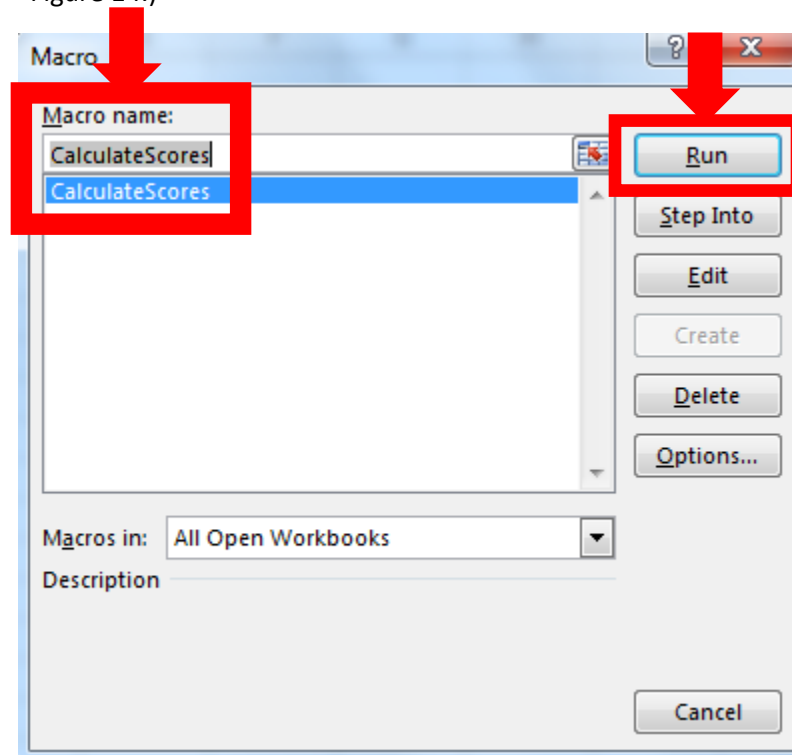 Macro
?
X
Macro name:
CalculateScores
Run
CalculateScores
Step Into
Edit
Create
Delete
Options...
Macros in: All Open Workbooks
Description
Cancel